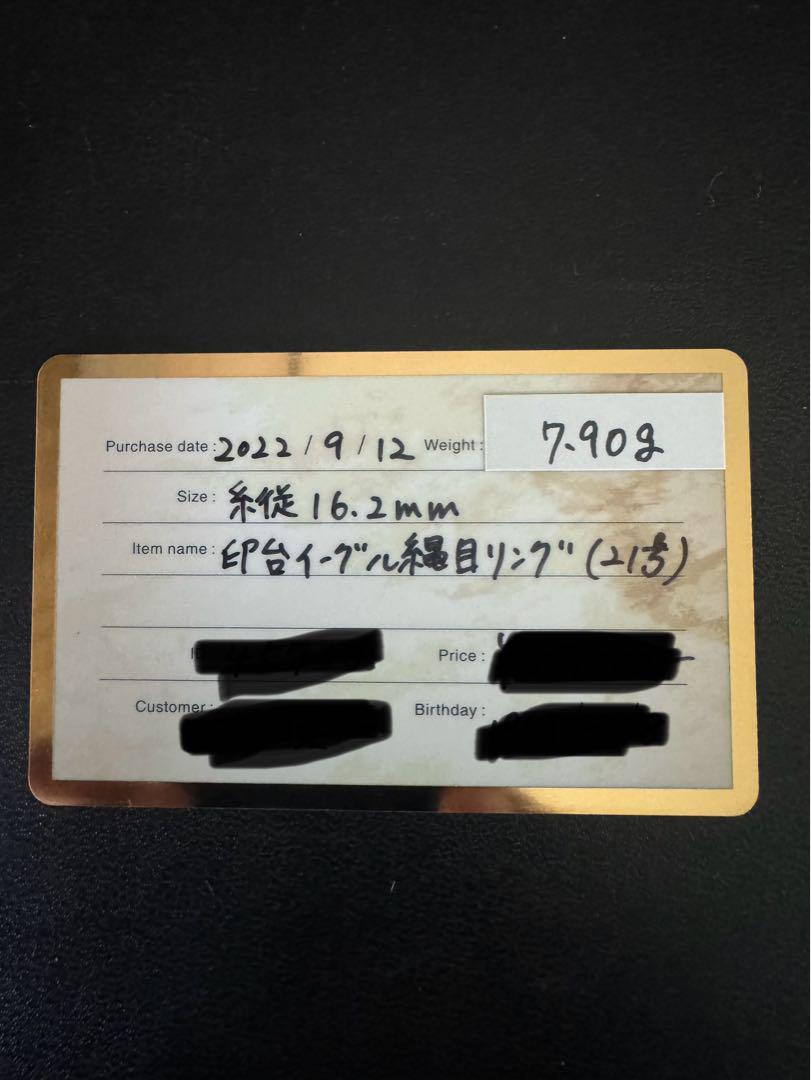 Purchase date : 2022 / 9 / 12 Weight : 7.90g
Size : 糸従 16.2mm
Item name : 印台イーグル縄目リング (21号)
Price :
Customer : Birthday :